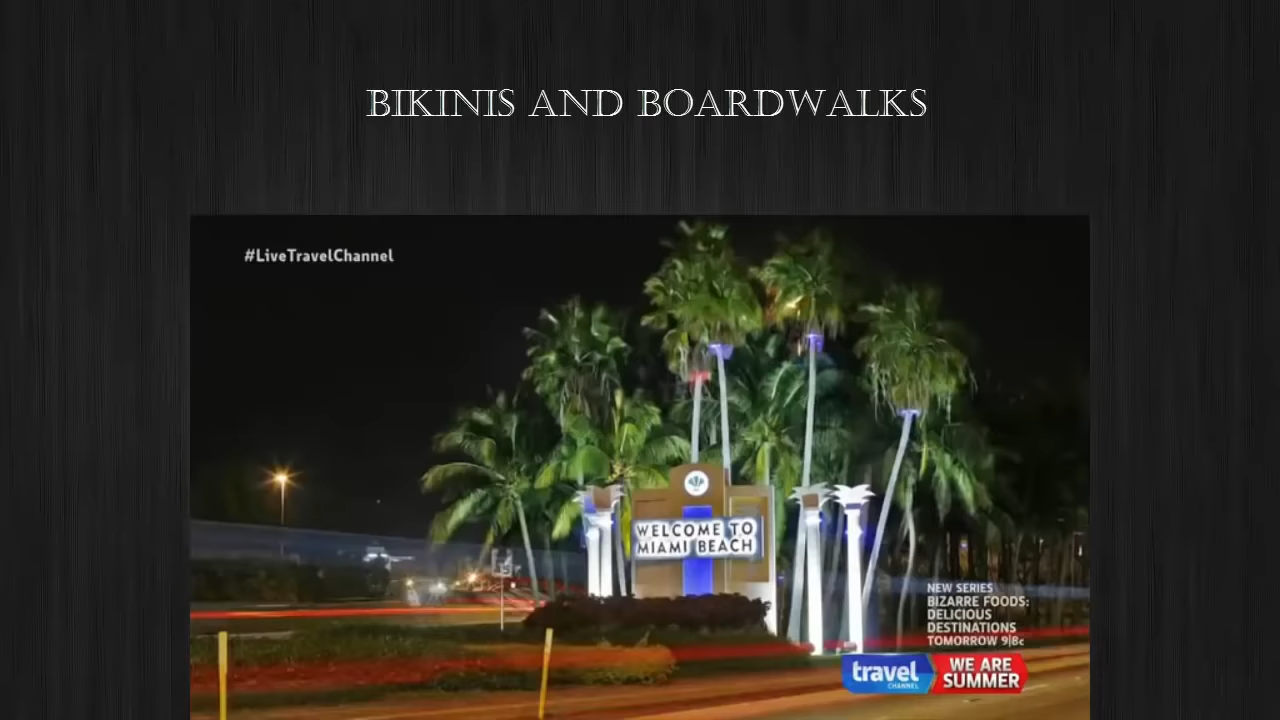 BIKINIS AND BOARDWALKS
#LiveTravelChannel
WELCOME TO
MIAMI BEACH
NEW SERIES
BIZARRE FOODS:
DELICIOUS
DESTINATIONS
TOMORROW 9|8c
travel
CHANNEL
WE ARE
SUMMER